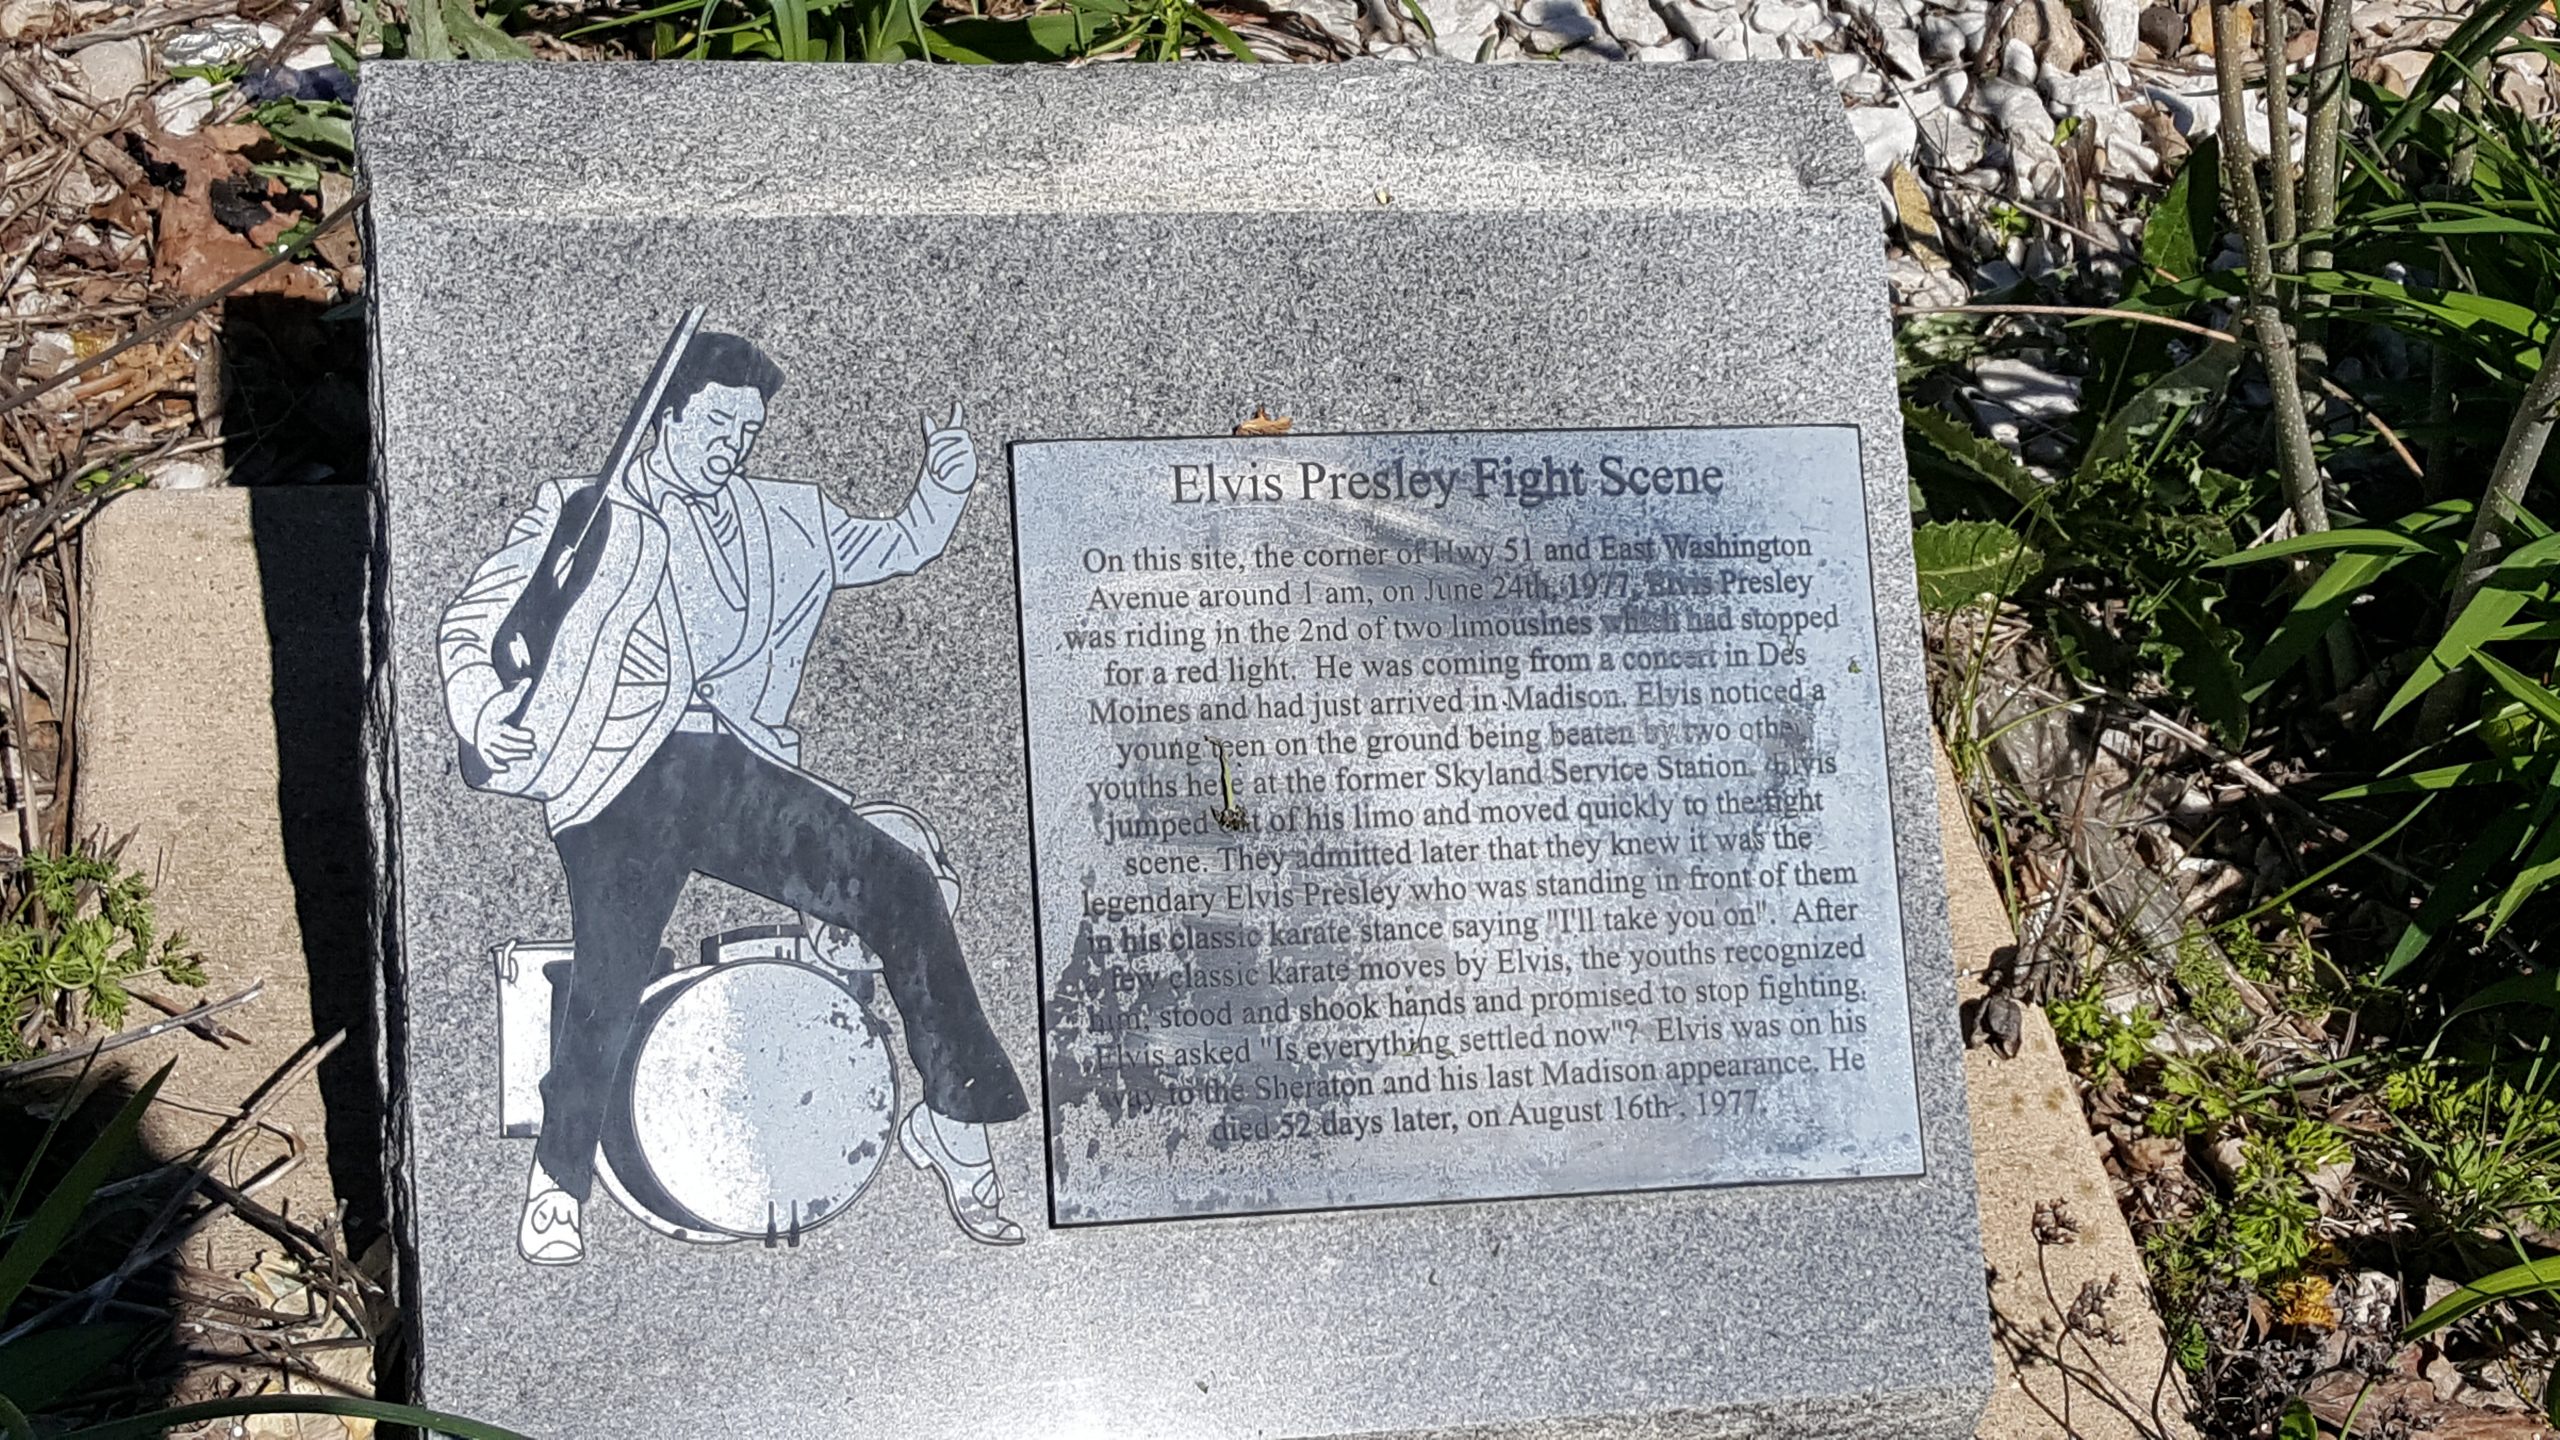 Elvis Presley Fight Scene
On this site, the corner of Hwy 51 and East Washington
Avenue around 1 am, on June 24th, 1977, Elvis Presley
was riding in the 2nd of two limousines which had stopped
for a red light. He was coming from a concert in Des
Moines and had just arrived in Madison. Elvis noticed a
young teen on the ground being beaten by two other
youths here at the former Skyland Service Station. Elvis
jumped out of his limo and moved quickly to the fight
scene. They admitted later that they knew it was the
legendary Elvis Presley who was standing in front of them
in his classic karate stance saying "I'll take you on". After
a few classic karate moves by Elvis, the youths recognized
him, stood and shook hands and promised to stop fighting.
Elvis asked "Is everything settled now"? Elvis was on his
way to the Sheraton and his last Madison appearance. He
died 52 days later, on August 16th, 1977.